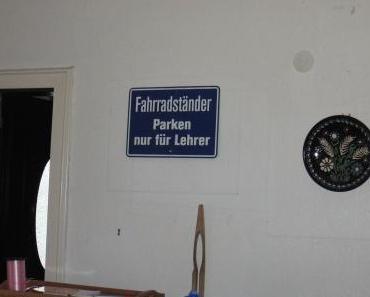 Fahrradständer
Parken
nur für Lehrer